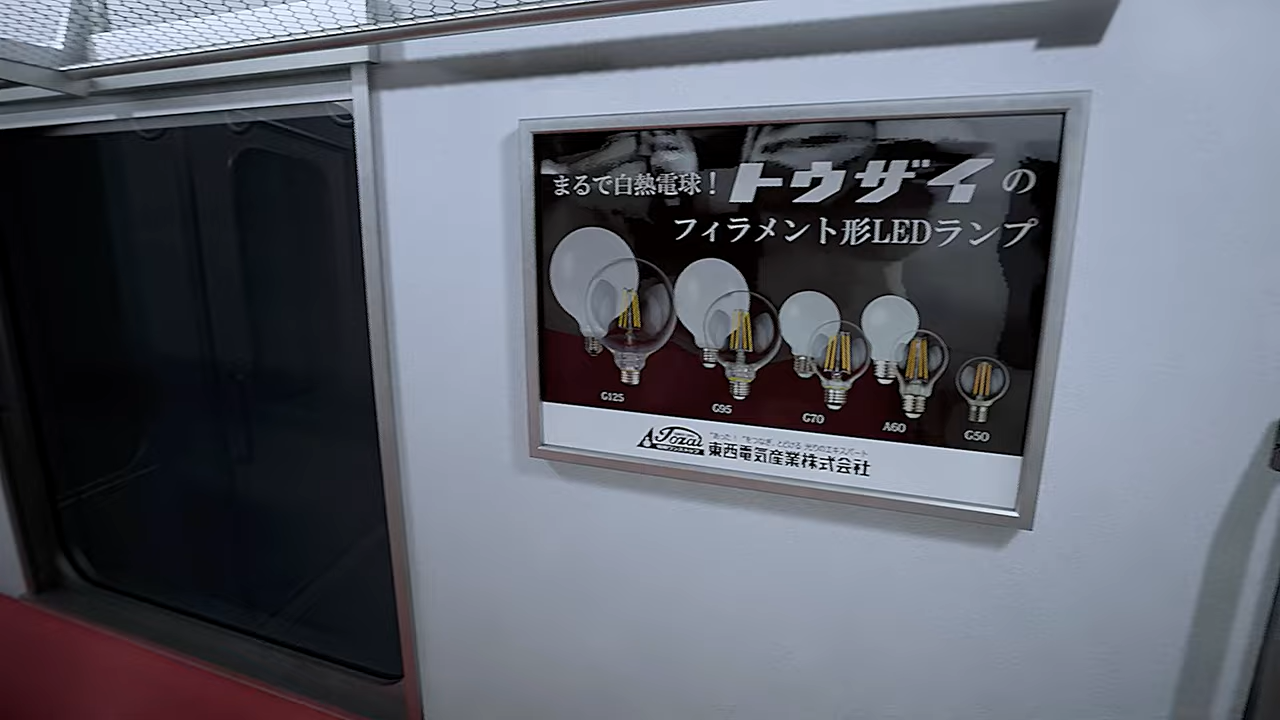 まるで白熱電球！トウザイの
フィラメント形LEDランプ
G125
G95
G70
A60
G50
Tozai
東西電気産業株式会社